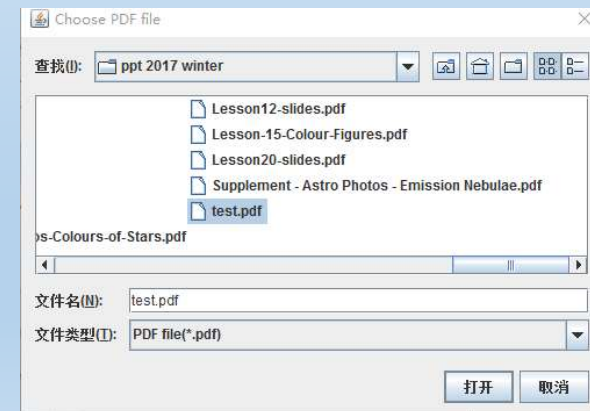 Choose PDF file
查找(I): ppt 2017 winter
Lesson12-slides.pdf
Lesson-15-Colour-Figures.pdf
Lesson20-slides.pdf
Supplement - Astro Photos - Emission Nebulae.pdf
test.pdf
s-Colours-of-Stars.pdf
文件名(N): test.pdf
文件类型(T): PDF file(*.pdf)
打开 取消